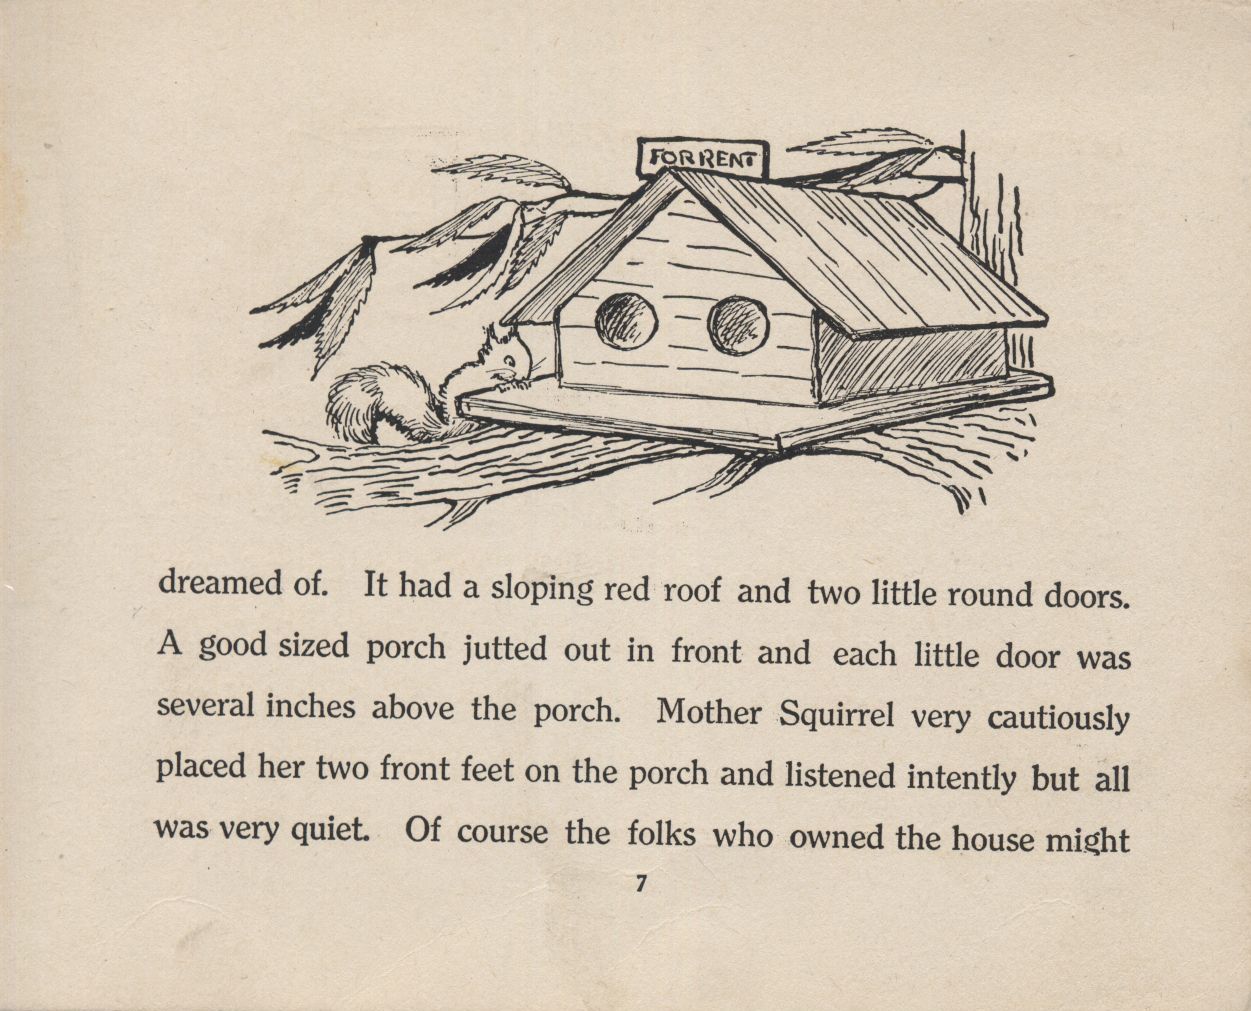 FOR RENT
dreamed of. It had a sloping red roof and two little round doors.
A good sized porch jutted out in front and each little door was
several inches above the porch. Mother Squirrel very cautiously
placed her two front feet on the porch and listened intently but all
was very quiet. Of course the folks who owned the house might
7